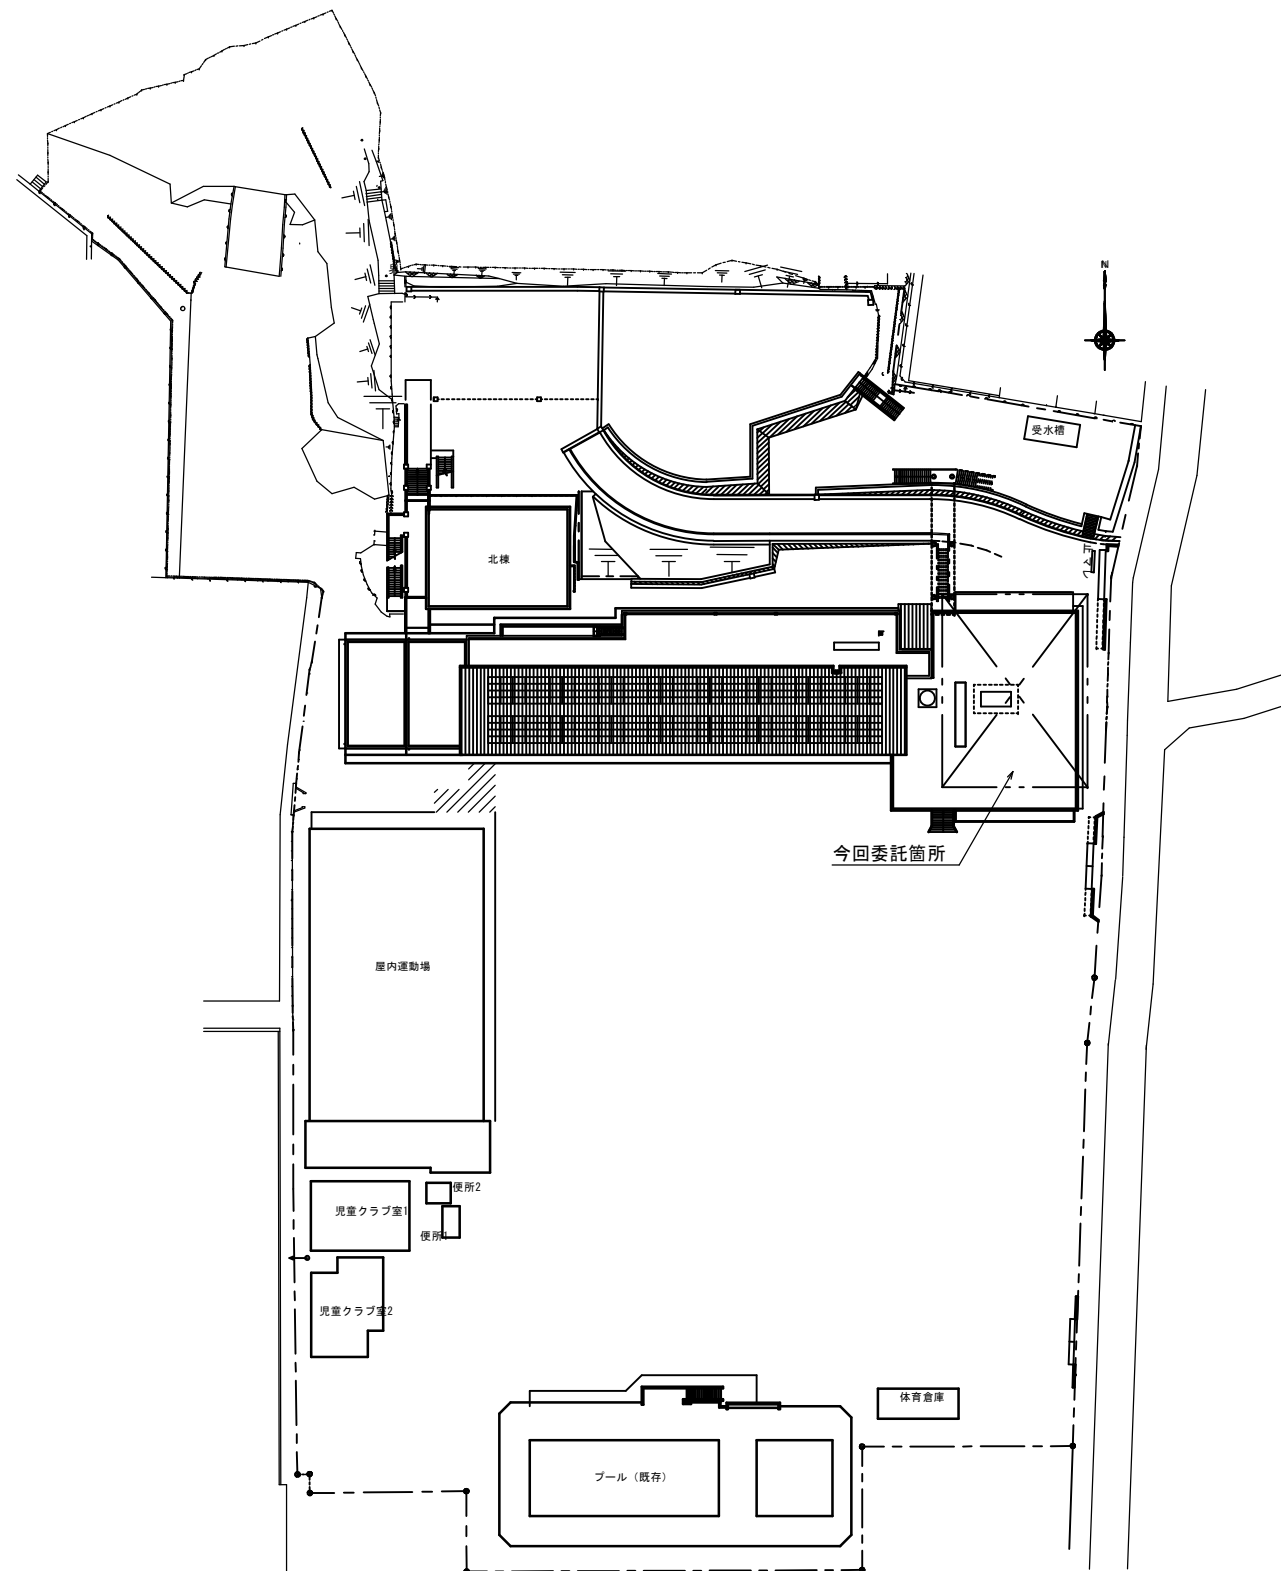 N
受水槽
北棟
今回委託箇所
屋内運動場
便所2
児童クラブ室1
便所1
児童クラブ室2
体育倉庫
プール（既存）